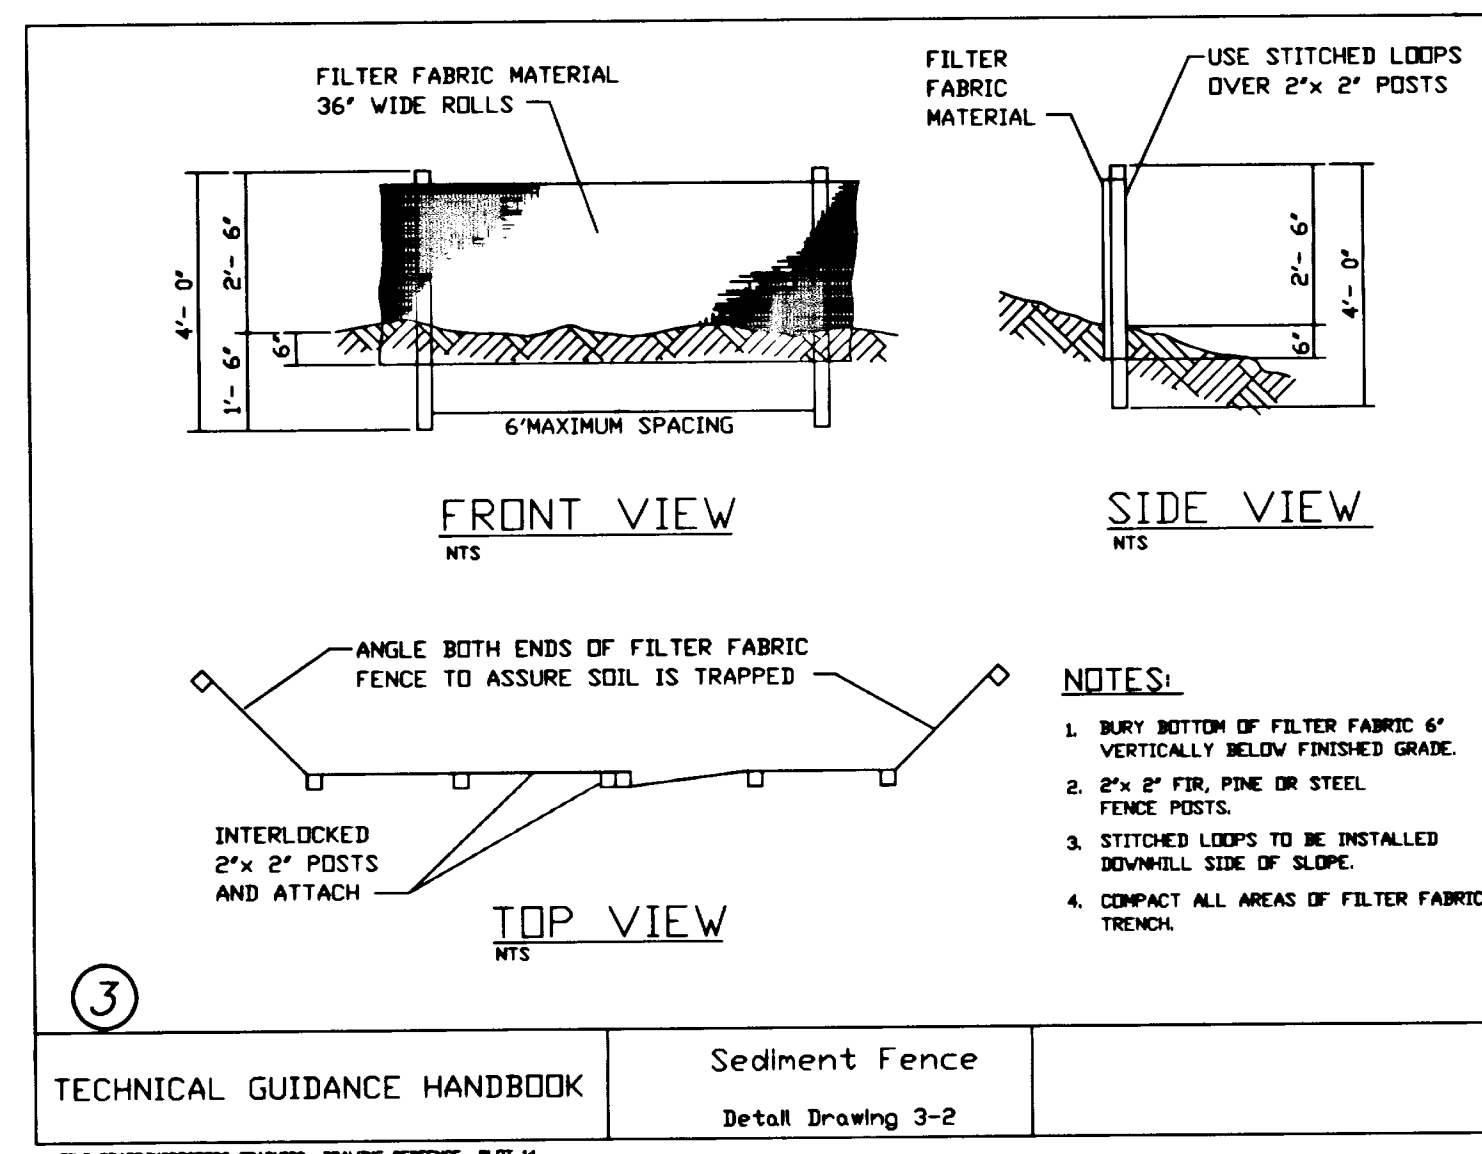 FILTER FABRIC MATERIAL
36" WIDE ROLLS
4'- 0"
2'- 6"
1'- 6"
6"
6'MAXIMUM SPACING
FRONT VIEW
NTS
FILTER
FABRIC
MATERIAL
USE STITCHED LOOPS
OVER 2"x 2" POSTS
2'- 6"
6"
4'- 0"
SIDE VIEW
NTS
ANGLE BOTH ENDS OF FILTER FABRIC
FENCE TO ASSURE SOIL IS TRAPPED
INTERLOCKED
2"x 2" POSTS
AND ATTACH
TOP VIEW
NTS
NOTES:
1. BURY BOTTOM OF FILTER FABRIC 6"
VERTICALLY BELOW FINISHED GRADE.
2. 2"x 2" FIR, PINE OR STEEL
FENCE POSTS.
3. STITCHED LOOPS TO BE INSTALLED
DOWNHILL SIDE OF SLOPE.
4. COMPACT ALL AREAS OF FILTER FABRIC
TRENCH.
3
TECHNICAL GUIDANCE HANDBOOK
Sediment Fence
Detail Drawing 3-2